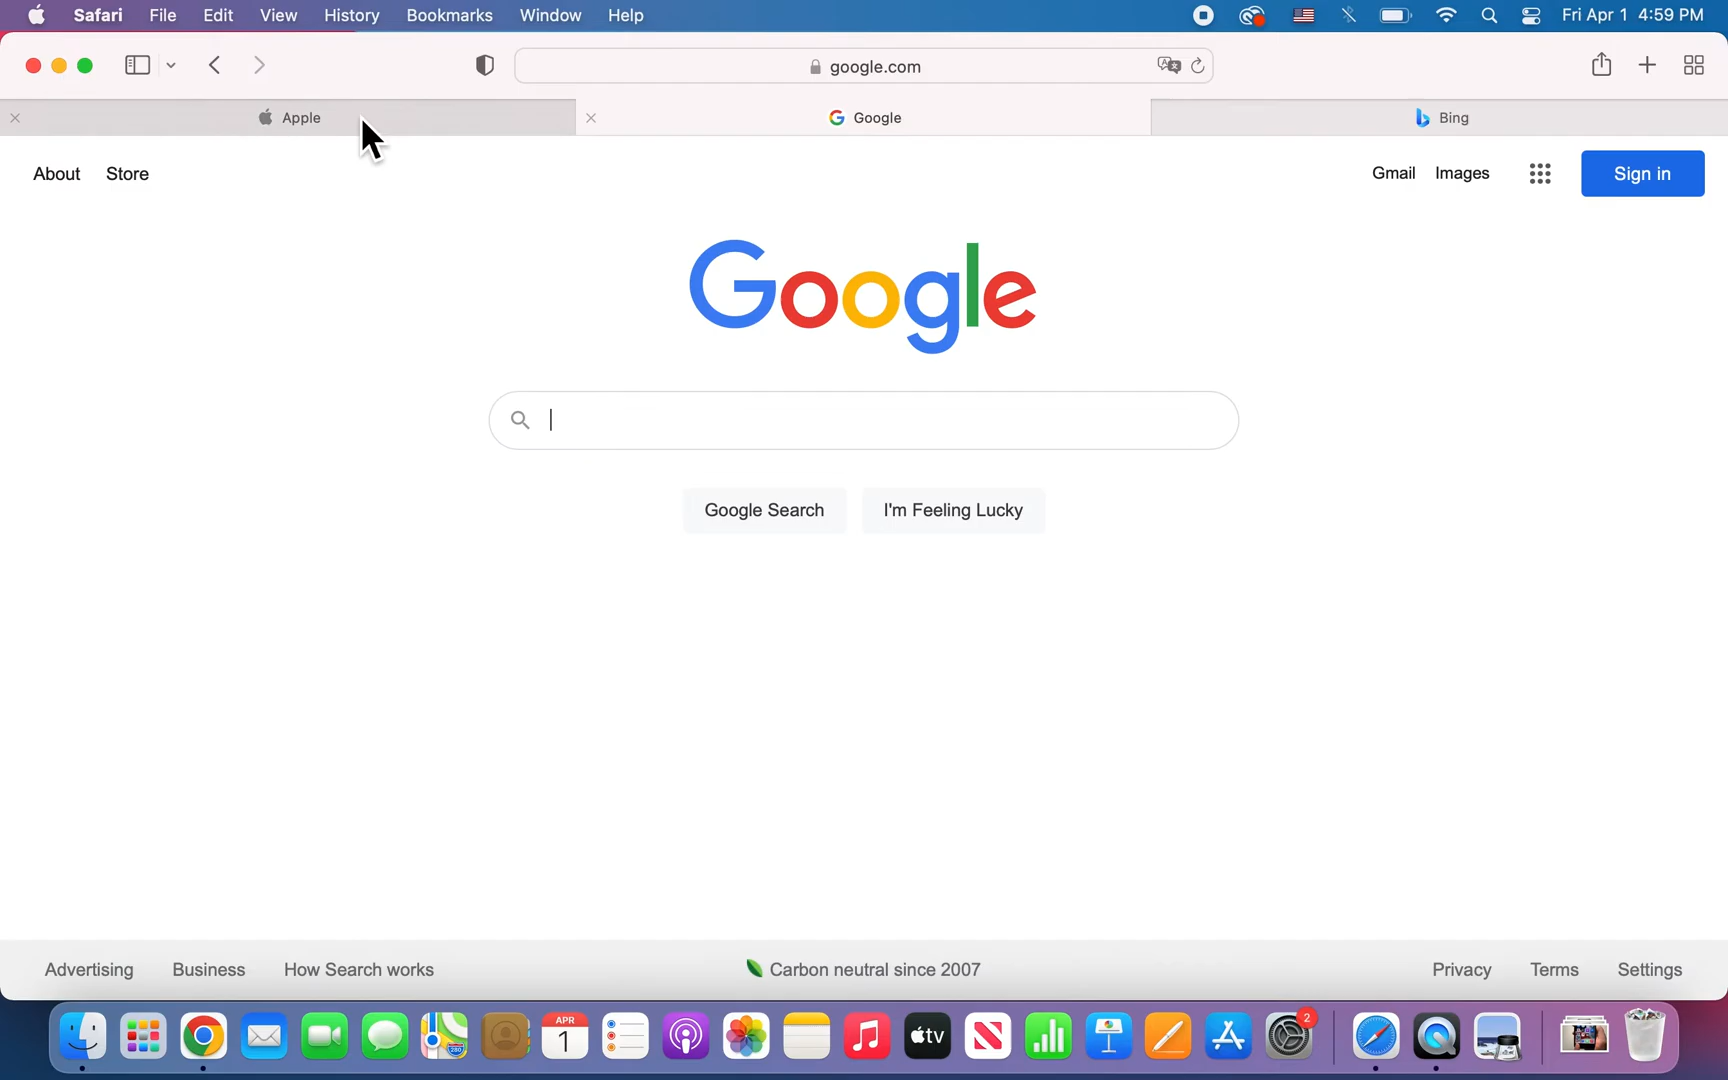 Safari File Edit View History Bookmarks Window Help Fri Apr 1 4:59 PM
google.com
Apple Google Bing
About Store Gmail Images Sign in
Google
Google Search I'm Feeling Lucky
Advertising Business How Search works Carbon neutral since 2007 Privacy Terms Settings
APR
1
280
tv
2